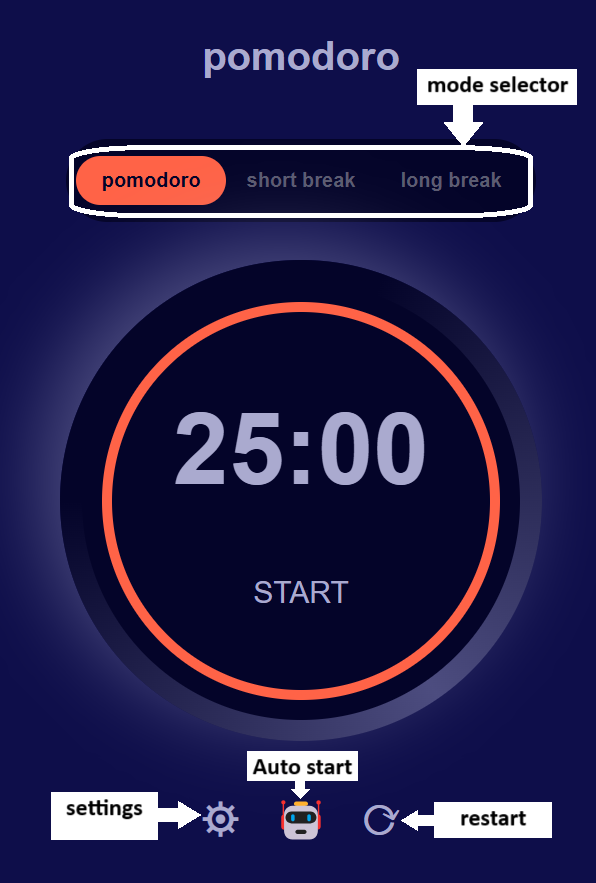 pomodoro
mode selector
pomodoro short break long break
25:00
START
Auto start
settings
restart